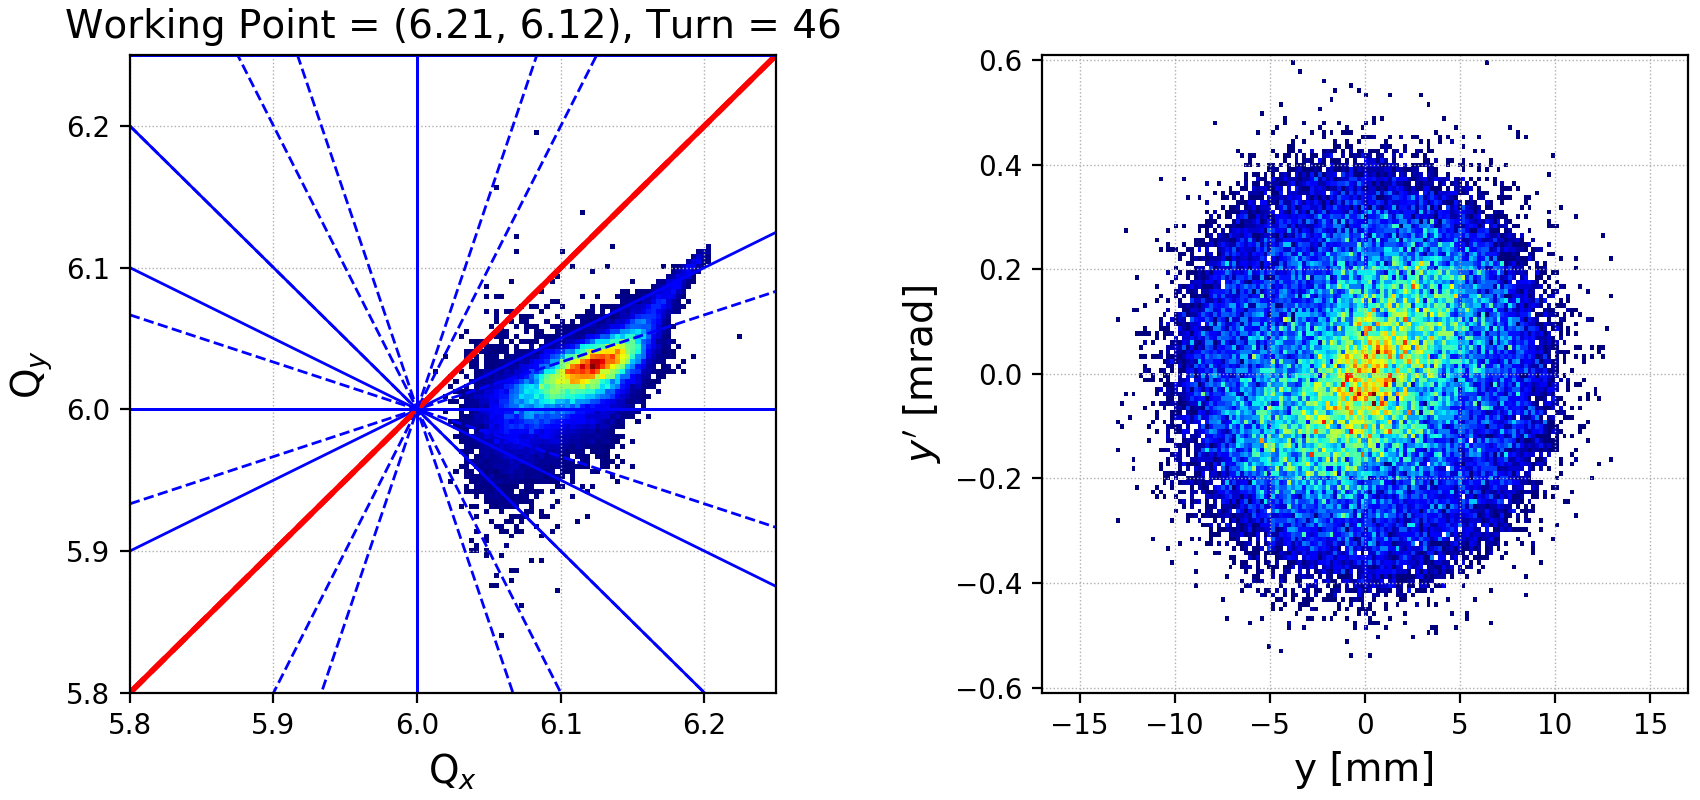 Working Point = (6.21, 6.12), Turn = 46
6.2
6.1
6.0
5.9
5.8
Qy
5.8 5.9 6.0 6.1 6.2
Qx
0.6
0.4
0.2
0.0
−0.2
−0.4
−0.6
y′ [mrad]
−15 −10 −5 0 5 10 15
y [mm]